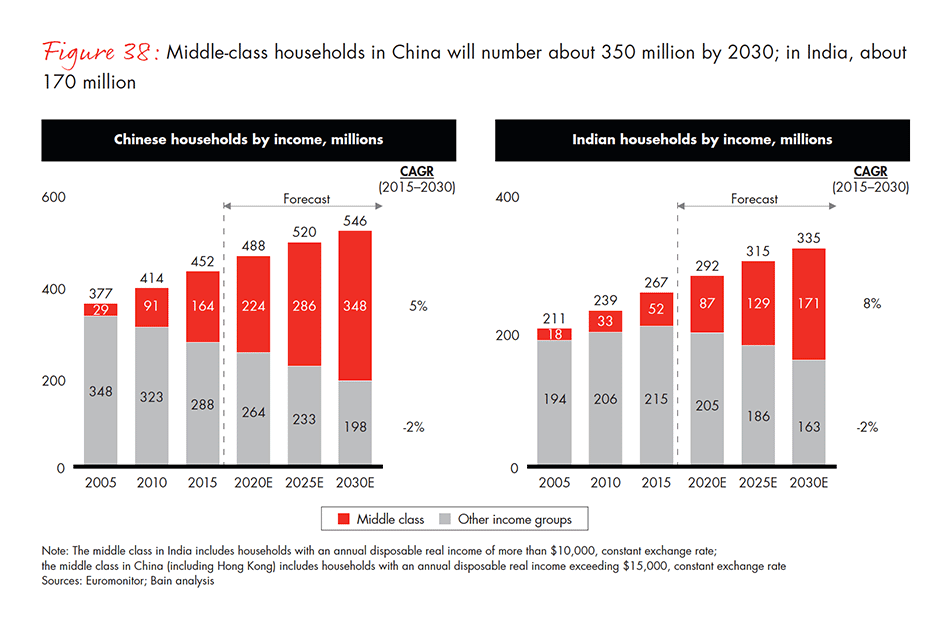 Figure 38: Middle-class households in China will number about 350 million by 2030; in India, about
170 million
Chinese households by income, millions
CAGR
(2015–2030)
600
400
200
0
Forecast
377
414
452
488
520
546
29
91
164
224
286
348
5%
348
323
288
264
233
198
-2%
2005
2010
2015
2020E
2025E
2030E
Indian households by income, millions
CAGR
(2015–2030)
400
200
0
Forecast
211
239
267
292
315
335
18
33
52
87
129
171
8%
194
206
215
205
186
163
-2%
2005
2010
2015
2020E
2025E
2030E
Middle class
Other income groups
Note: The middle class in India includes households with an annual disposable real income of more than $10,000, constant exchange rate;
the middle class in China (including Hong Kong) includes households with an annual disposable real income exceeding $15,000, constant exchange rate
Sources: Euromonitor; Bain analysis